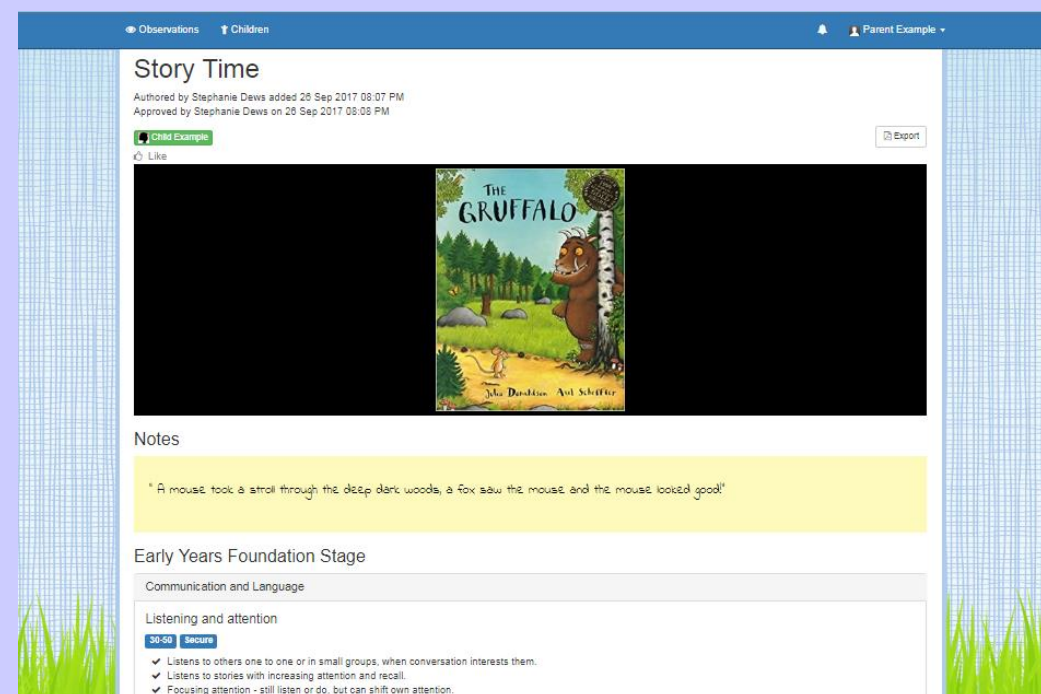 Observations Children Parent Example
Story Time
Authored by Stephanie Dews added 26 Sep 2017 08:07 PM
Approved by Stephanie Dews on 26 Sep 2017 08:08 PM
Child Example Export
Like
THE
GRUFFALO
Julia Donaldson Axel Scheffler
Notes
" A mouse took a stroll through the deep dark woods, a fox saw the mouse and the mouse looked good!"
Early Years Foundation Stage
Communication and Language
Listening and attention
30-50 Secure
Listens to others one to one or in small groups, when conversation interests them.
Listens to stories with increasing attention and recall.
Focusing attention - still listen or do, but can shift own attention.